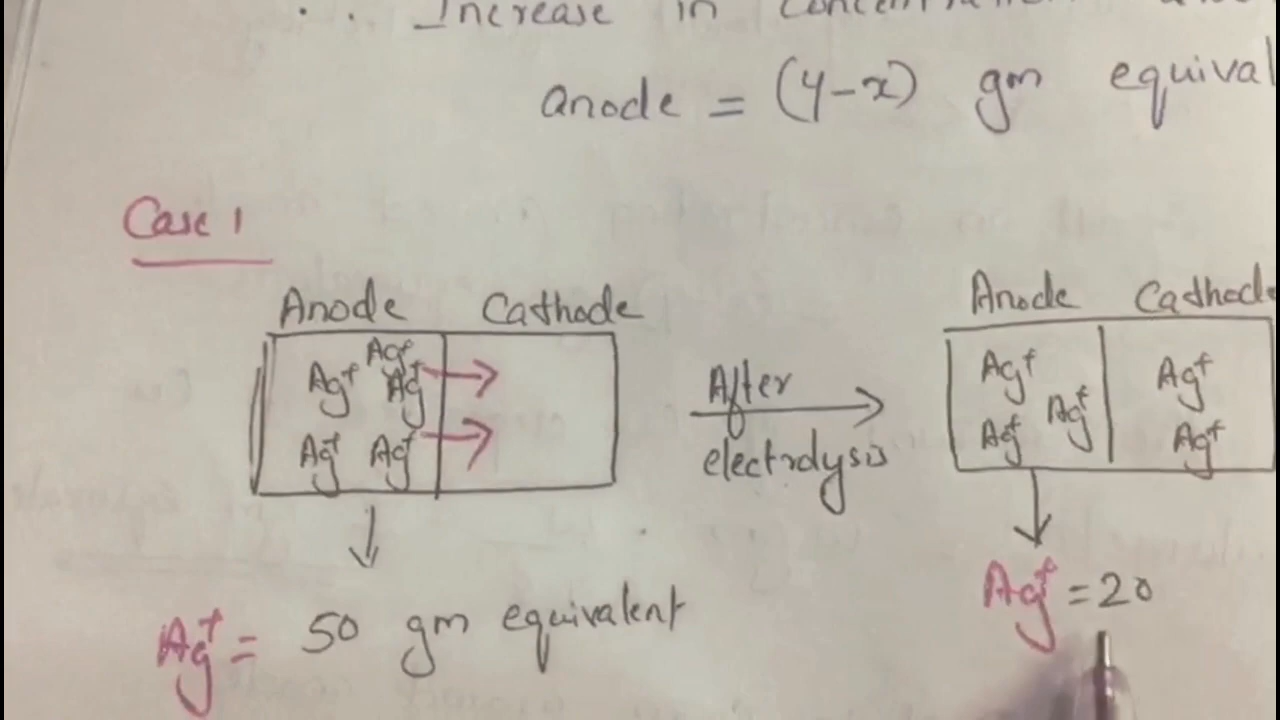 ∴ Increase in
anode = (y-x) gm equival
Case 1
Anode Cathode
Ag+ Ag+ Ag+
Ag+ Ag+
After
electrolysis
Anode Cathode
Ag+ Ag+ Ag+
Ag+ Ag+
Ag+ = 50 gm equivalent
Ag+ = 20